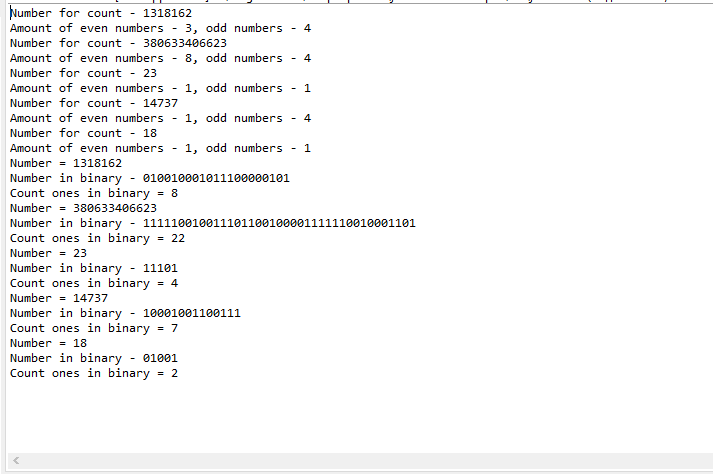 Number for count - 1318162
Amount of even numbers - 3, odd numbers - 4
Number for count - 380633406623
Amount of even numbers - 8, odd numbers - 4
Number for count - 23
Amount of even numbers - 1, odd numbers - 1
Number for count - 14737
Amount of even numbers - 1, odd numbers - 4
Number for count - 18
Amount of even numbers - 1, odd numbers - 1
Number = 1318162
Number in binary - 010010001011100000101
Count ones in binary = 8
Number = 380633406623
Number in binary - 111110010011101100100001111110010001101
Count ones in binary = 22
Number = 23
Number in binary - 11101
Count ones in binary = 4
Number = 14737
Number in binary - 10001001100111
Count ones in binary = 7
Number = 18
Number in binary - 01001
Count ones in binary = 2